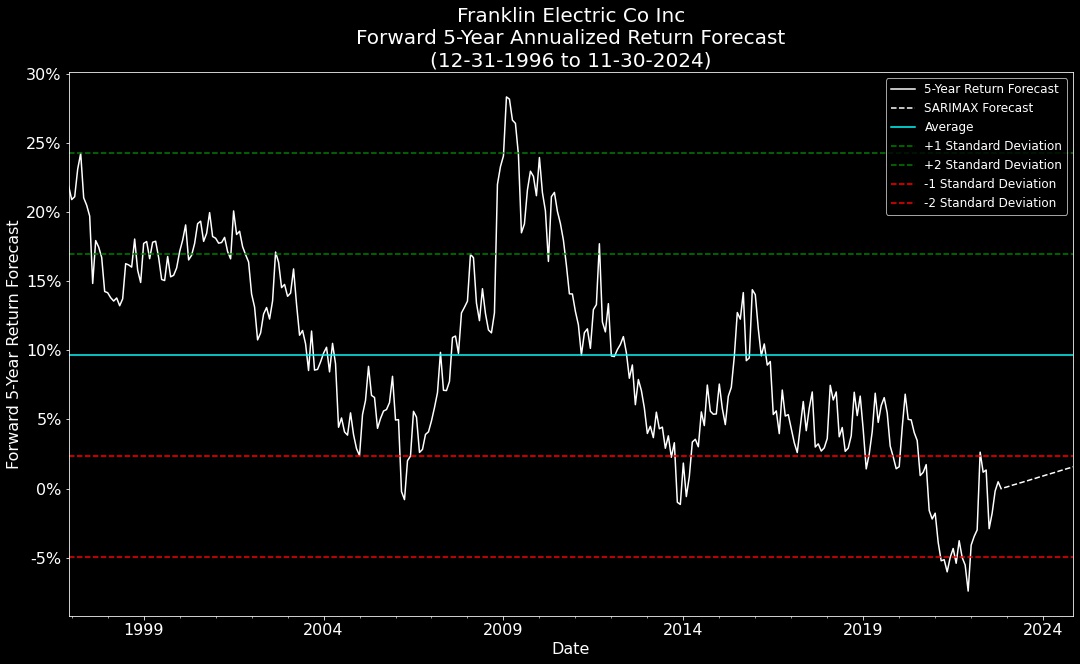 Franklin Electric Co Inc
Forward 5-Year Annualized Return Forecast
(12-31-1996 to 11-30-2024)
30%
25%
20%
15%
10%
5%
0%
-5%
Forward 5-Year Return Forecast
5-Year Return Forecast
SARIMAX Forecast
Average
+1 Standard Deviation
+2 Standard Deviation
-1 Standard Deviation
-2 Standard Deviation
1999
2004
2009
2014
2019
2024
Date